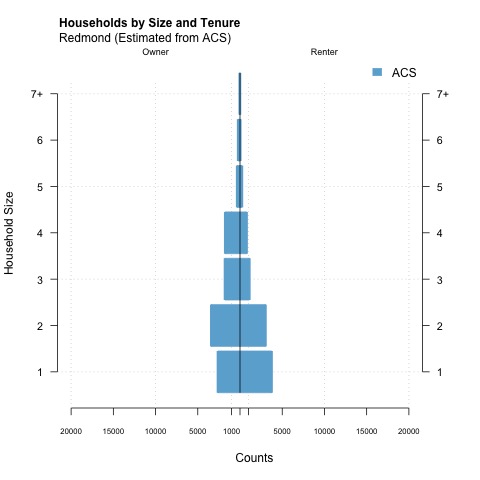 Households by Size and Tenure
Redmond (Estimated from ACS)
Owner Renter
ACS
7+ 7+
6 6
5 5
4 4
3 3
2 2
1 1
Household Size
20000 15000 10000 5000 1000 5000 10000 15000 20000
Counts